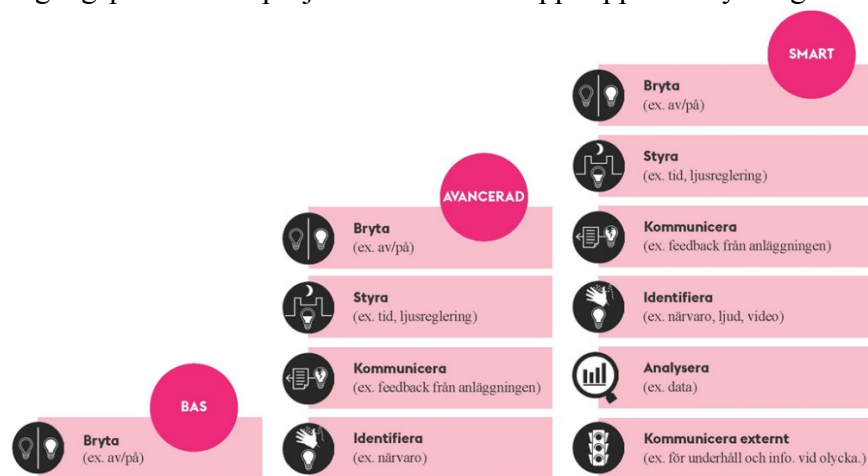 BAS
Bryta
(ex. av/på)
AVANCERAD
Bryta
(ex. av/på)
Styra
(ex. tid, ljusreglering)
Kommunicera
(ex. feedback från anläggningen)
Identifiera
(ex. närvaro)
SMART
Bryta
(ex. av/på)
Styra
(ex. tid, ljusreglering)
Kommunicera
(ex. feedback från anläggningen)
Identifiera
(ex. närvaro, ljud, video)
Analysera
(ex. data)
Kommunicera externt
(ex. för underhåll och info. vid olycka.)